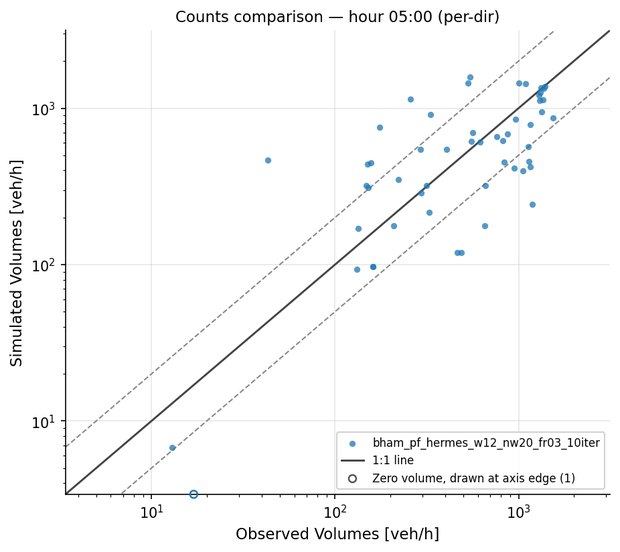 Counts comparison — hour 05:00 (per-dir)
Simulated Volumes [veh/h]
10³
10²
10¹
10¹
10²
10³
Observed Volumes [veh/h]
bham_pf_hermes_w12_nw20_fr03_10iter
1:1 line
Zero volume, drawn at axis edge (1)